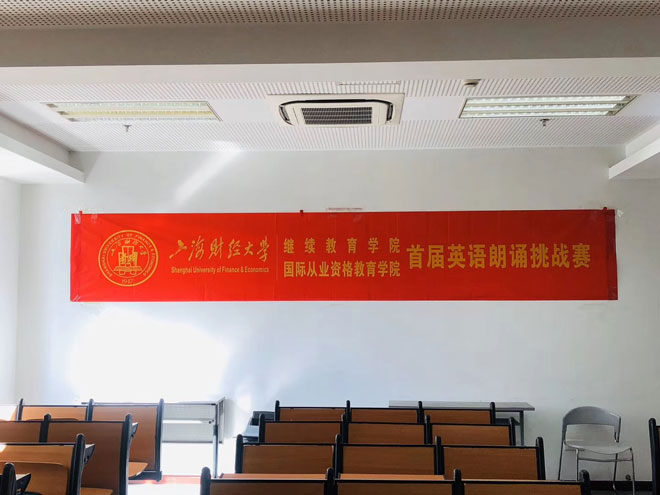 上海财经大学
Shanghai University of Finance & Economics
继续教育学院
国际从业资格教育学院
首届英语朗诵挑战赛